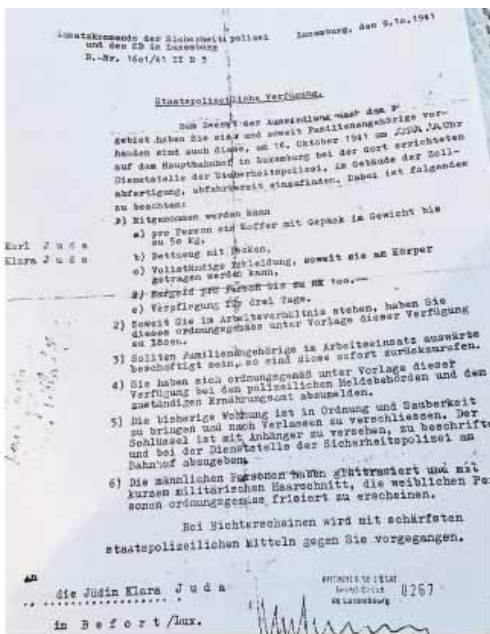 Einsatzkommando der Sicherheitspolizei
und des SD in Luxemburg
B.-Nr. 1601/41 II B 3
Luxemburg, den 9.10.1941
Staatspolizeiliche Verfügung.
Zum Zwecke der Aussiedlung nach dem
gebiet haben Sie sich und soweit Familienangehörige vor-
handen sind auch diese, am 16. Oktober 1941 um Uhr
auf dem Hauptbahnhof in Luxemburg bei der dort errichteten
Dienststelle der Sicherheitspolizei, im Gebäude der Zoll-
abfertigung, abfahrbereit einzufinden. Dabei ist folgendes
zu beachten:
1) Mitgenommen werden kann
a) pro Person ein Koffer mit Gepäck im Gewicht bis
zu 50 kg,
b) Bettzeug mit Decken,
c) Vollständige Bekleidung, soweit sie am Körper
getragen werden kann,
d) Bargeld pro Person bis zu RM 100.--
e) Verpflegung für drei Tage.
Karl Juda
Klara Juda
2) Soweit Sie im Arbeitsverhältnis stehen, haben Sie
dieses ordnungsgemäss unter Vorlage dieser Verfügung
zu lösen.
3) Sollten Familienangehörige im Arbeitseinsatz auswärts
beschäftigt sein, so sind diese sofort zurückzurufen.
4) Sie haben sich ordnungsgemäß unter Vorlage dieser
Verfügung bei den polizeilichen Meldebehörden und dem
zuständigen Ernährungsamt abzumelden.
5) Die bisherige Wohnung ist in Ordnung und Sauberkeit
zu bringen und nach Verlassen zu verschliessen. Der
Schlüssel ist mit Anhänger zu versehen, zu beschrifte
und bei der Dienststelle der Sicherheitspolizei am
Bahnhof abzugeben.
6) Die männlichen Personen haben glattrasiert und mit
kurzem militärischen Haarschnitt, die weiblichen Per
sonen ordnungsgemäss frisiert zu erscheinen.
Bei Nichterscheinen wird mit schärfsten
staatspolizeilichen Mitteln gegen Sie vorgegangen.
An
die Jüdin Klara Juda
in Befort/Lux.
ARCHIVES DE L'ETAT
de Luxembourg
0267